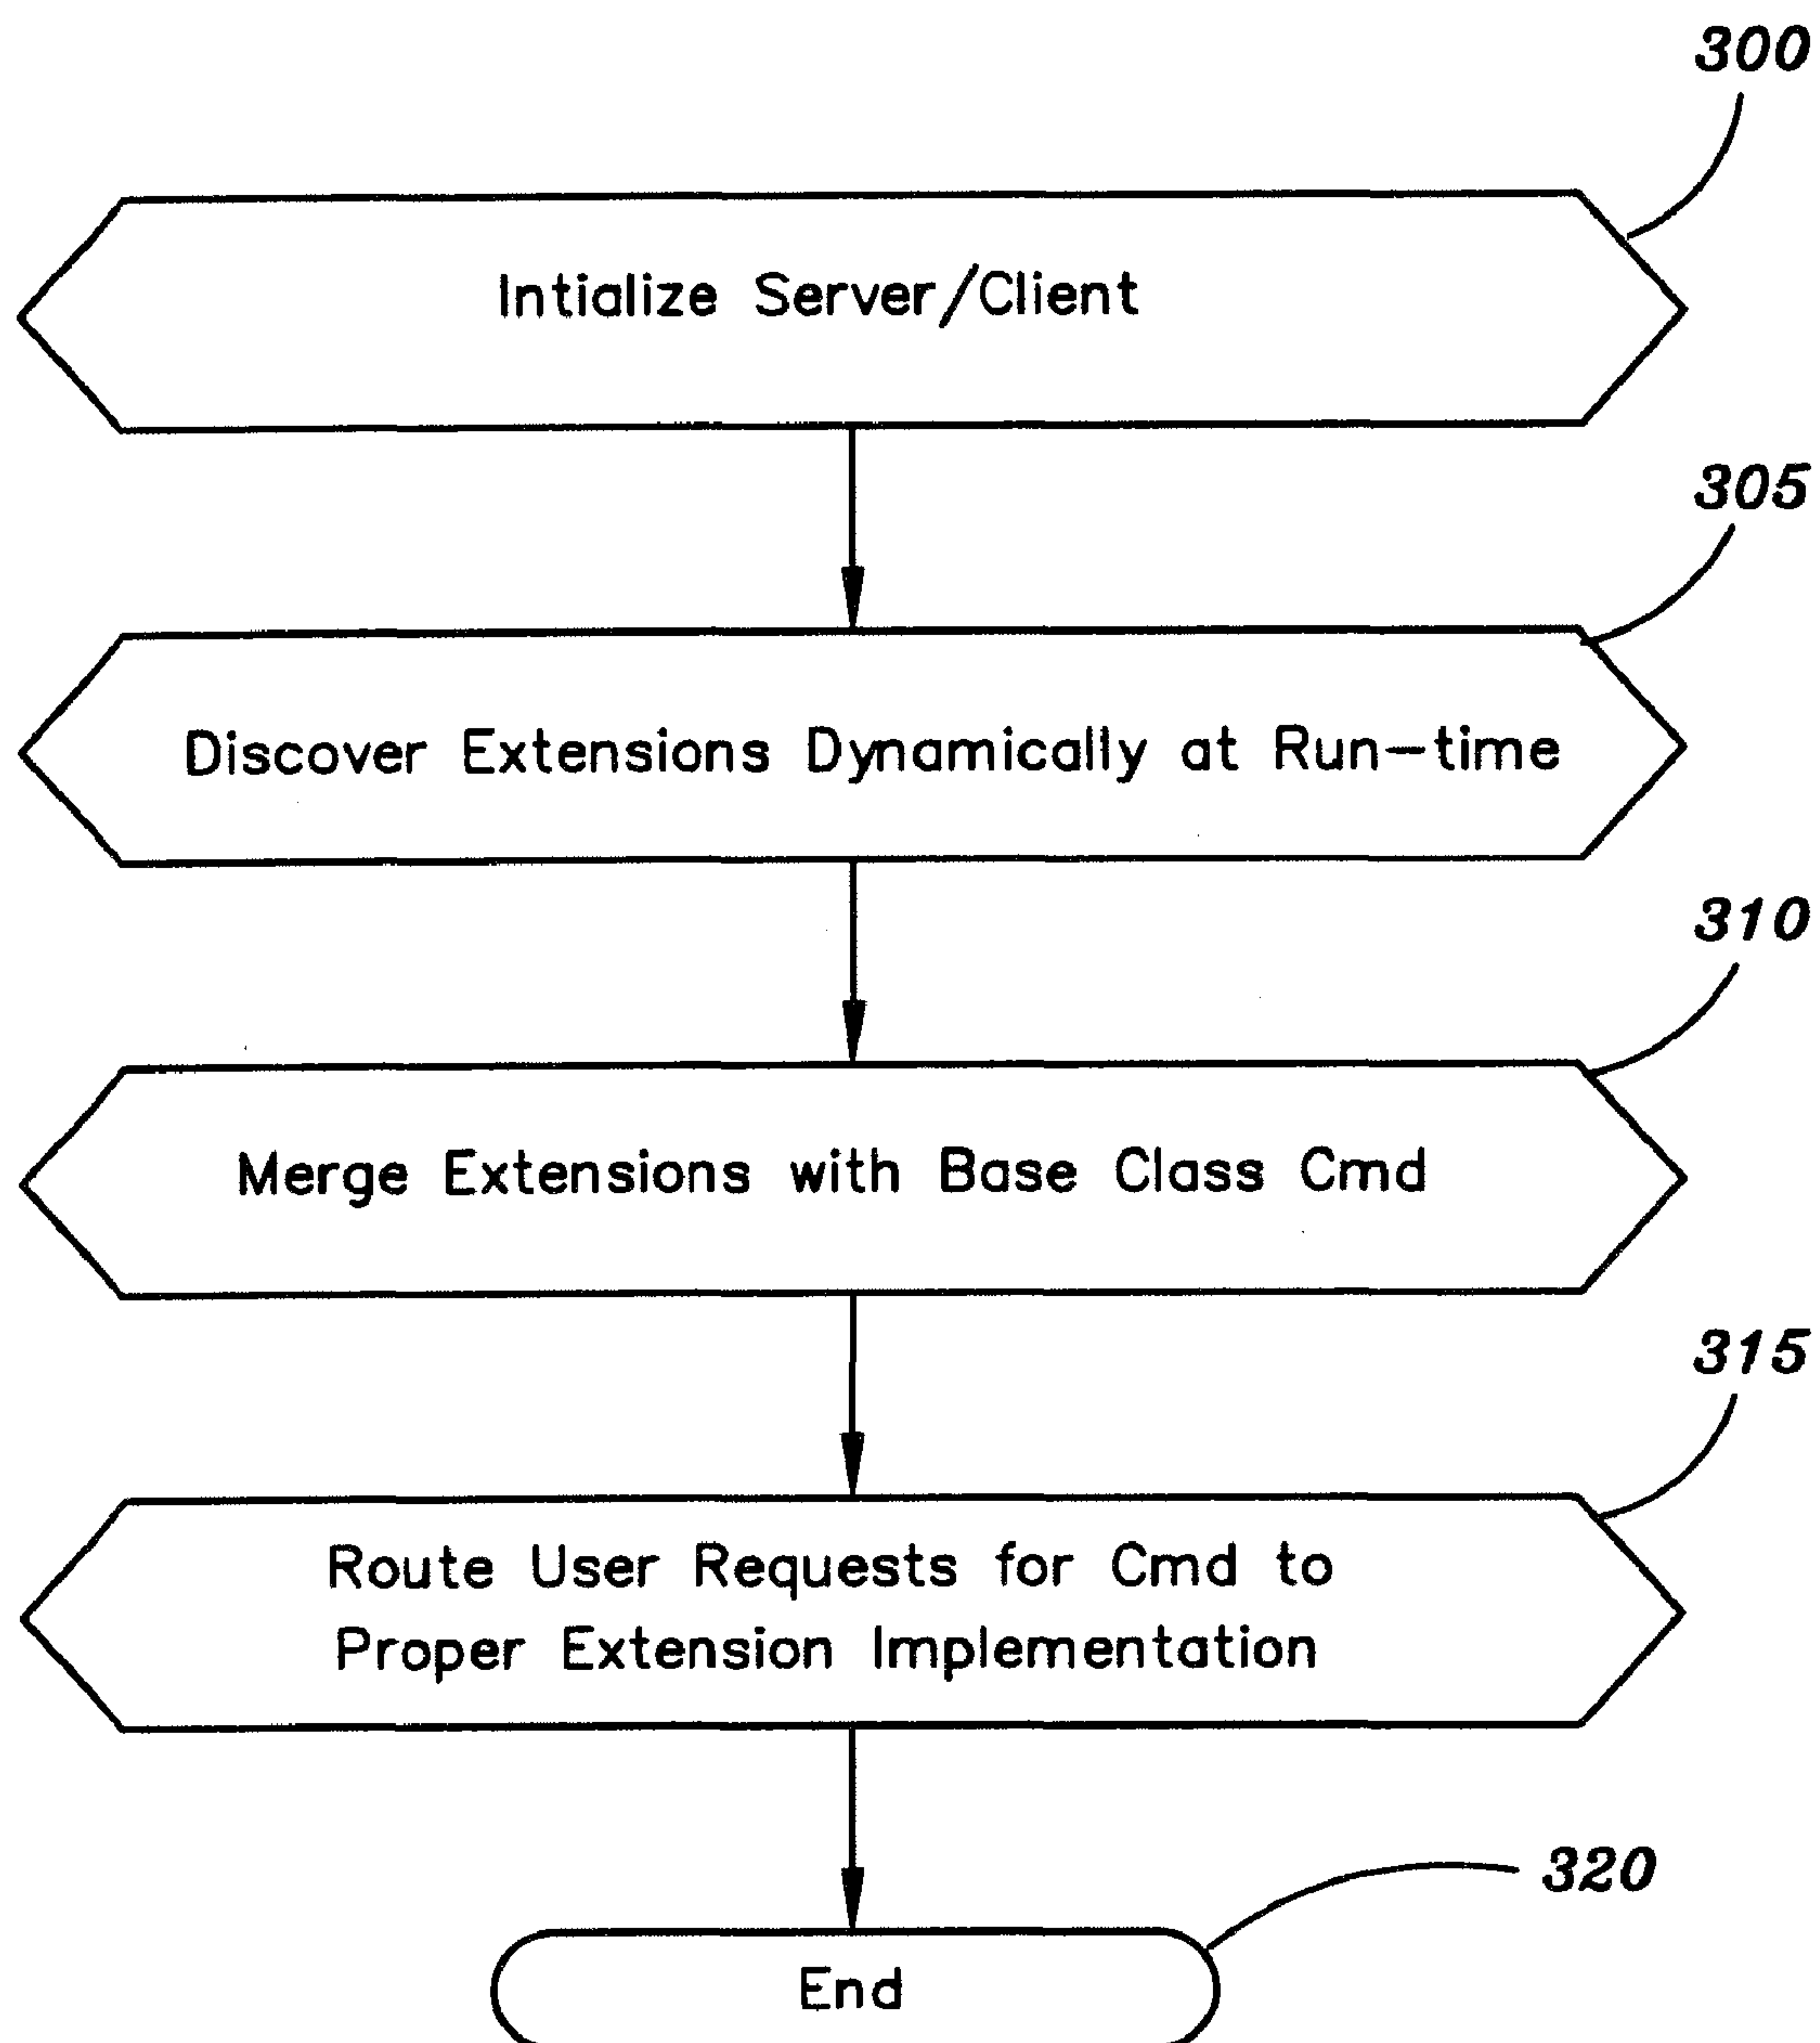 300
Intialize Server/Client
305
Discover Extensions Dynamically at Run-time
310
Merge Extensions with Base Class Cmd
315
Route User Requests for Cmd to
Proper Extension Implementation
320
End